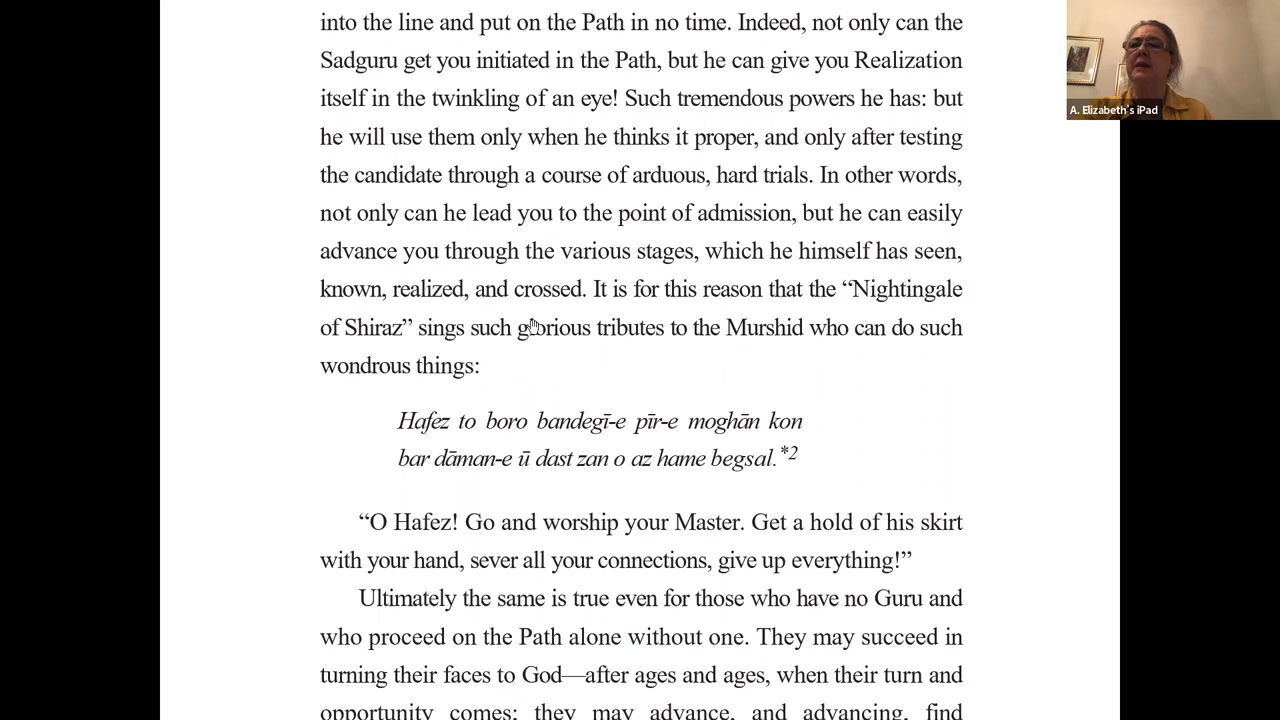 into the line and put on the Path in no time. Indeed, not only can the
Sadguru get you initiated in the Path, but he can give you Realization
itself in the twinkling of an eye! Such tremendous powers he has: but
he will use them only when he thinks it proper, and only after testing
the candidate through a course of arduous, hard trials. In other words,
not only can he lead you to the point of admission, but he can easily
advance you through the various stages, which he himself has seen,
known, realized, and crossed. It is for this reason that the “Nightingale
of Shiraz” sings such glorious tributes to the Murshid who can do such
wondrous things:
Hafez to boro bandegī-e pīr-e moghān kon
bar dāman-e ū dast zan o az hame begsal.*2
“O Hafez! Go and worship your Master. Get a hold of his skirt
with your hand, sever all your connections, give up everything!”
Ultimately the same is true even for those who have no Guru and
who proceed on the Path alone without one. They may succeed in
turning their faces to God—after ages and ages, when their turn and
opportunity comes; they may advance, and advancing, find
A. Elizabeth's iPad